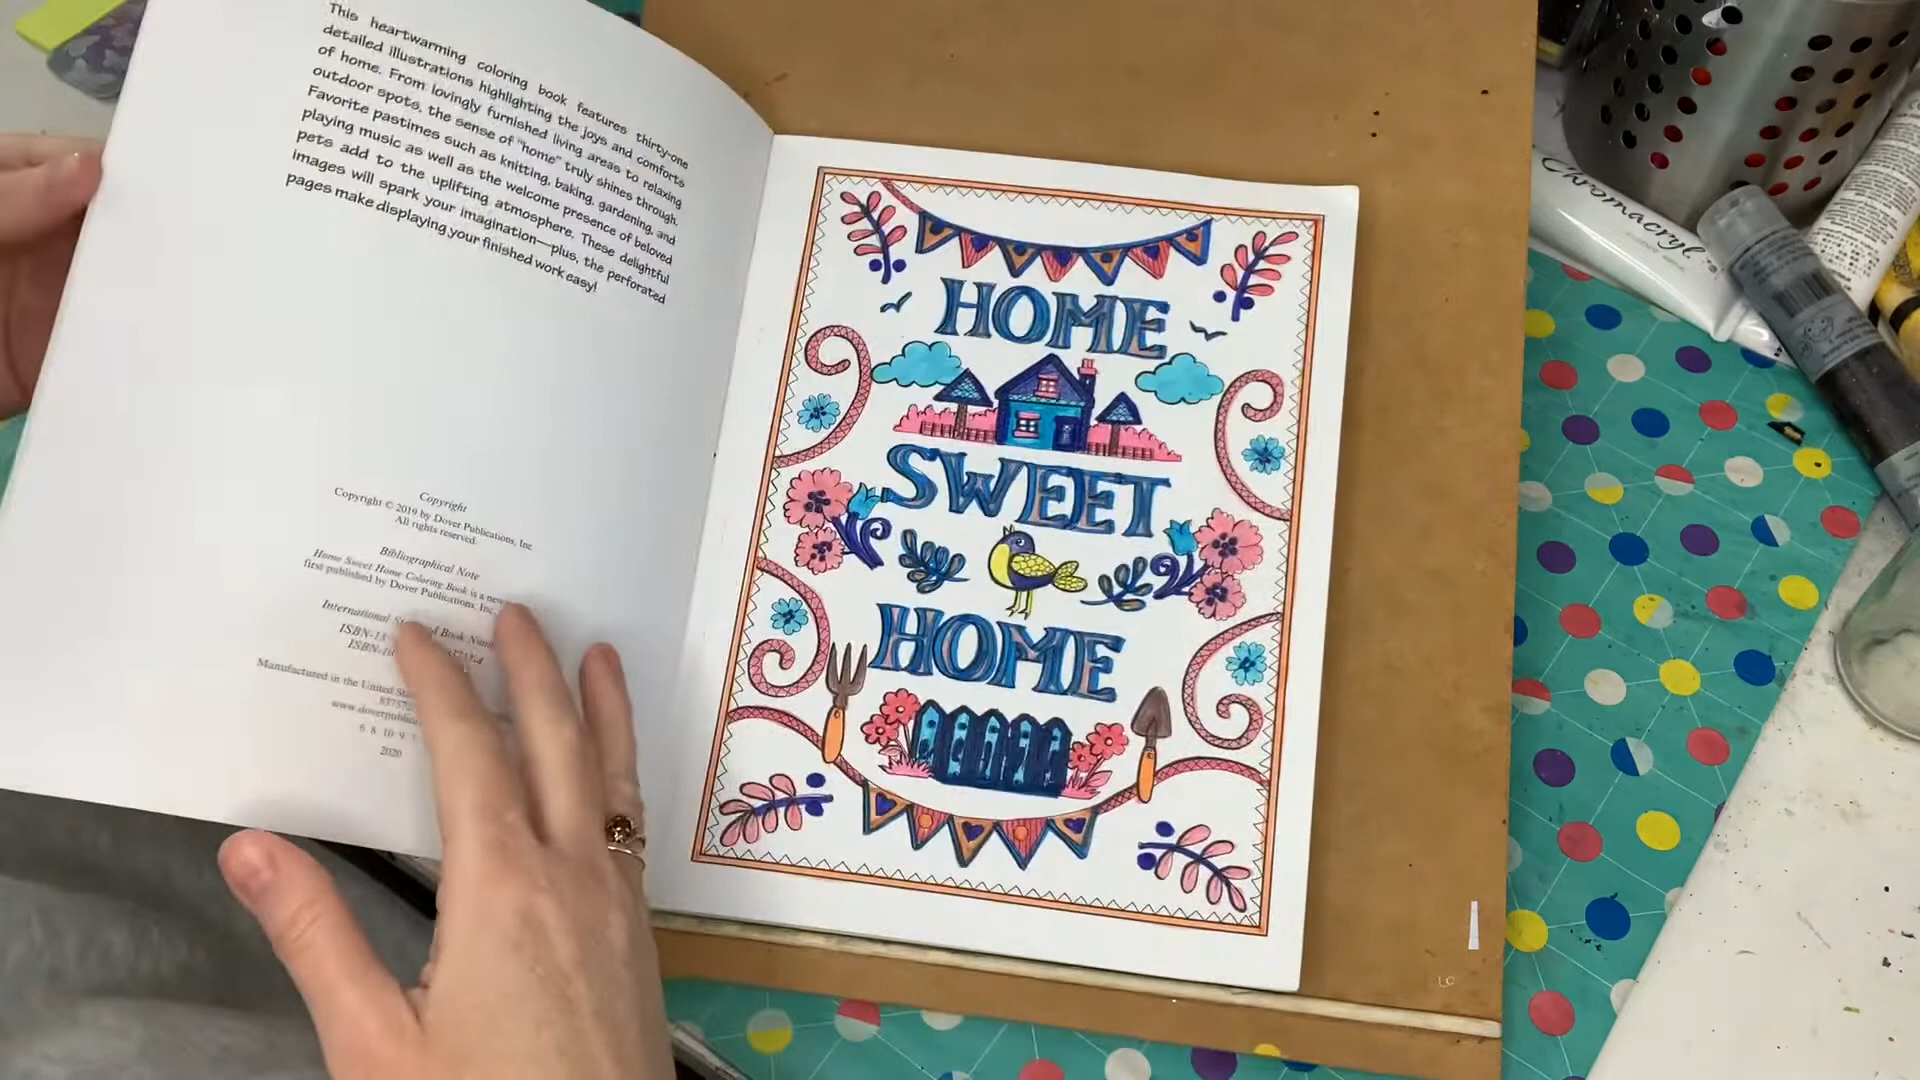 This heartwarming coloring book features thirty-one
detailed illustrations highlighting the joys and comforts
of home. From lovingly furnished living areas to relaxing
outdoor spots, the sense of "home" truly shines through.
Favorite pastimes such as knitting, baking, gardening, and
playing music as well as the welcome presence of beloved
pets add to the uplifting atmosphere. These delightful
images will spark your imagination—plus, the perforated
pages make displaying your finished work easy!
Copyright
Copyright © 2019 by Dover Publications, Inc
All rights reserved.
Bibliographical Note
Home Sweet Home Coloring Book is a new
first published by Dover Publications, Inc.
International Book
ISBN-13
ISBN-10
Manufactured in the United
2020
HOME
SWEET
HOME
Chromacryl